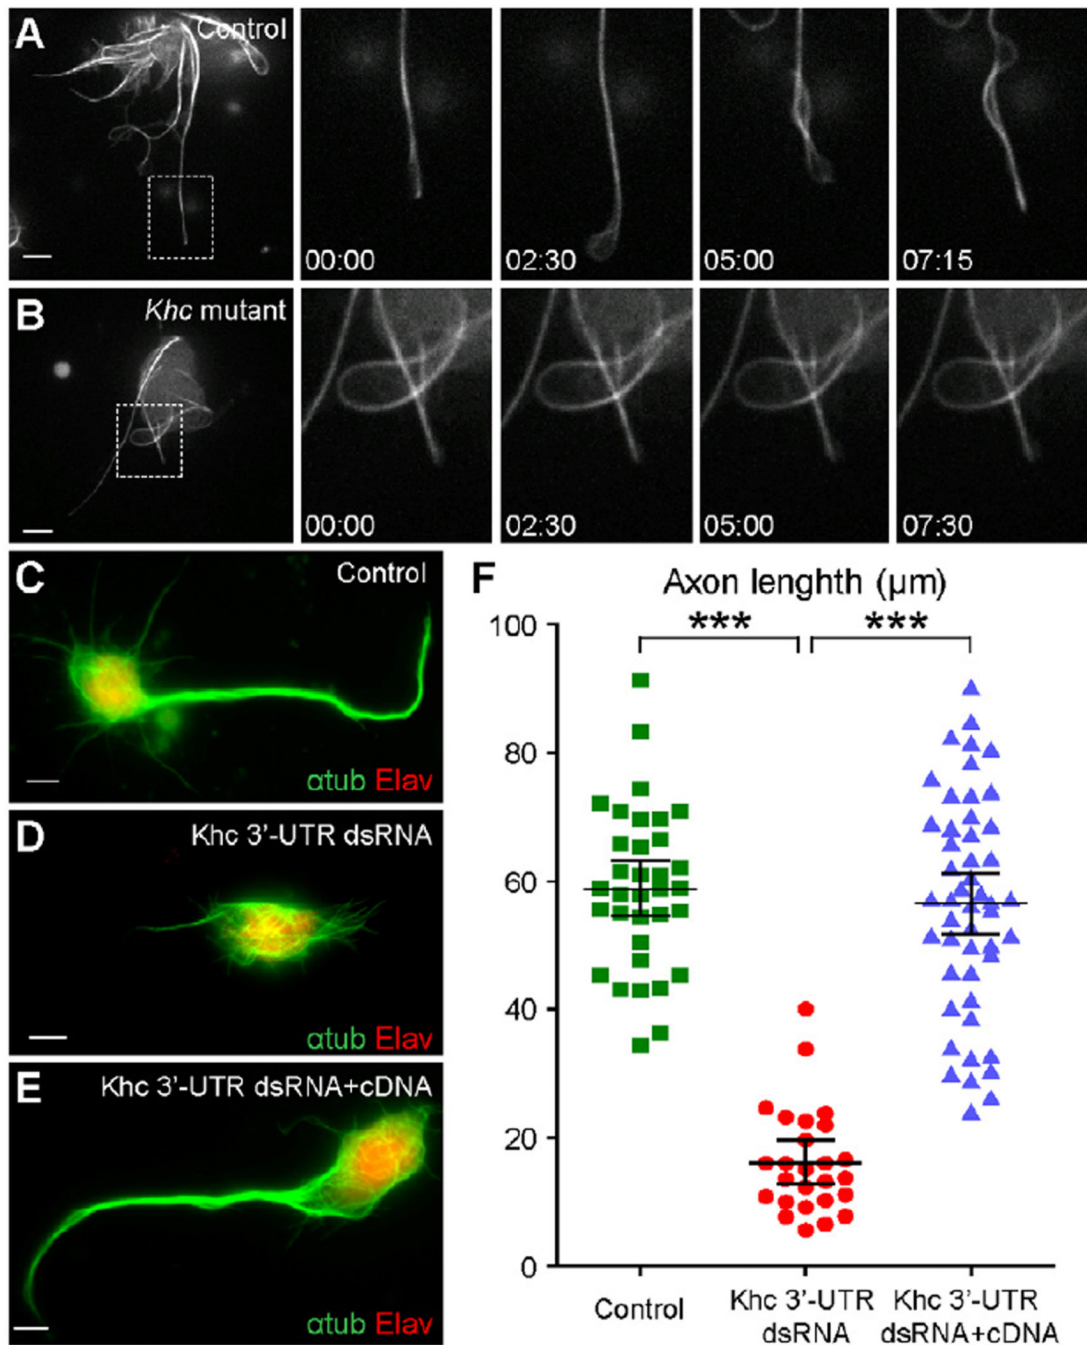 A
Control
00:00
02:30
05:00
07:15
B
Khc mutant
00:00
02:30
05:00
07:30
C
Control
αtub Elav
D
Khc 3’-UTR dsRNA
αtub Elav
E
Khc 3’-UTR dsRNA+cDNA
αtub Elav
F
Axon lenghth (μm)
*** ***
100
80
60
40
20
0
Control
Khc 3’-UTR
dsRNA
Khc 3’-UTR
dsRNA+cDNA